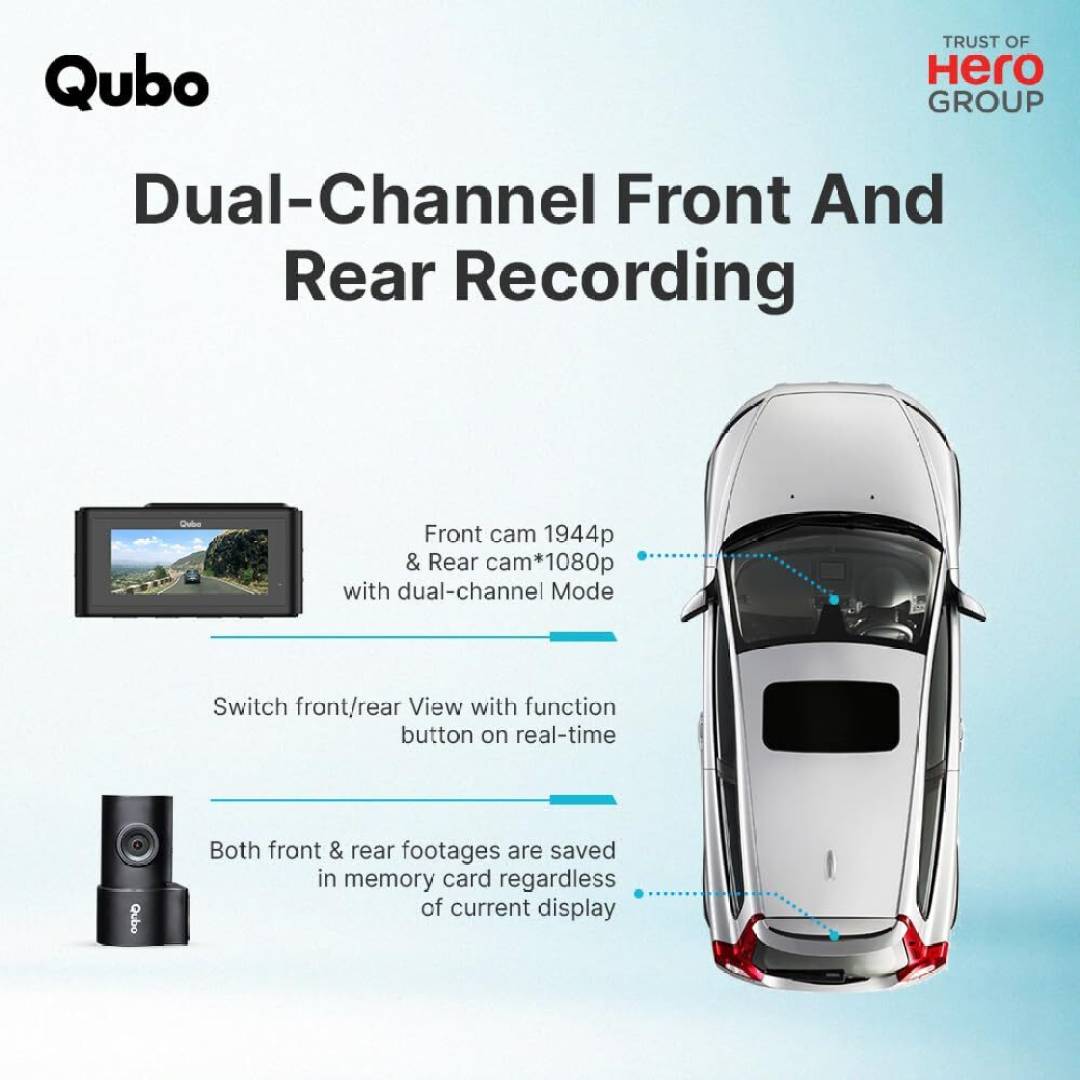 Qubo
TRUST OF
Hero
GROUP
Dual-Channel Front And
Rear Recording
Qubo
Front cam 1944p
& Rear cam*1080p
with dual-channel Mode
Switch front/rear View with function
button on real-time
Both front & rear footages are saved
in memory card regardless
of current display
Qubo